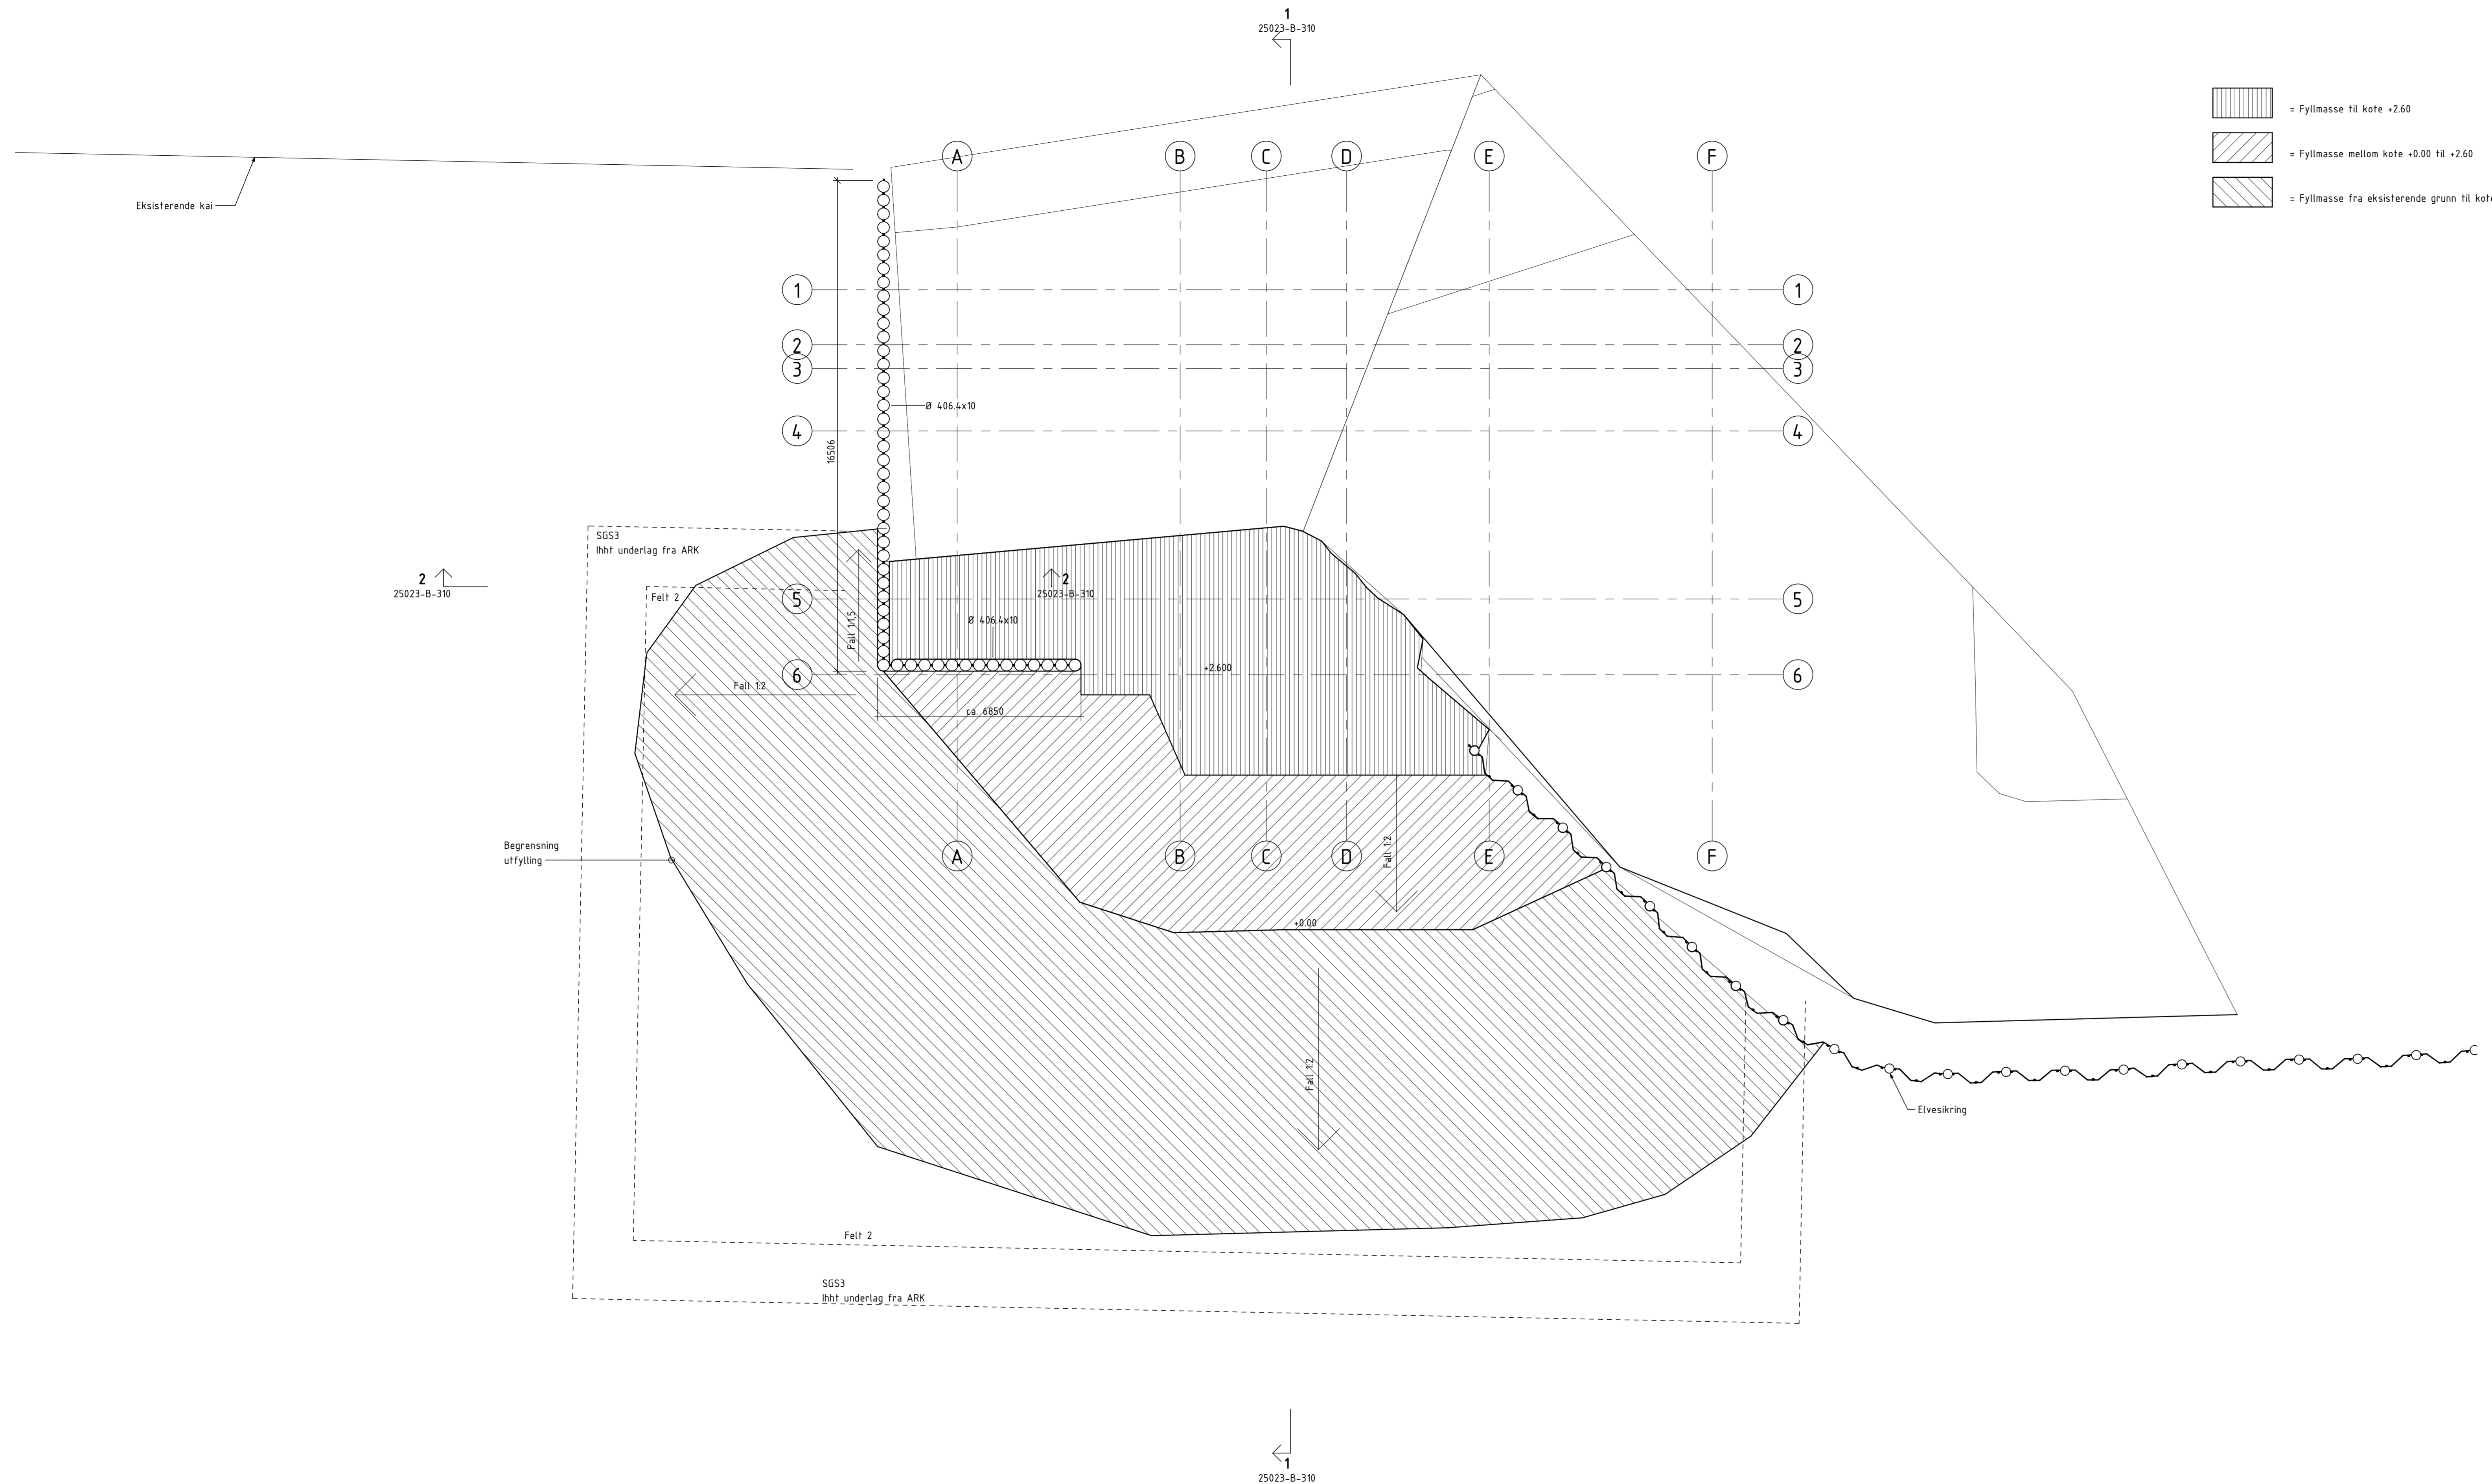 1
25023-B-310
= Fyllmasse til kote +2.60
= Fyllmasse mellom kote +0.00 til +2.60
= Fyllmasse fra eksisterende grunn til
Eksisterende kai
A
B
C
D
E
F
1
1
2
2
3
3
Ø 406.4x10
4
4
16506
SGS3
Ihht underlag fra ARK
2
25023-B-310
2
25023-B-310
Felt 2
5
5
Fall 1:1,5
Ø 406.4x10
+2.600
6
6
Fall 1:2
ca. 6850
Begrensning
utfylling
A
B
C
D
E
F
Fall 1:2
+0.00
Fall 1:2
Elvesikring
Felt 2
SGS3
Ihht underlag fra ARK
1
25023-B-310